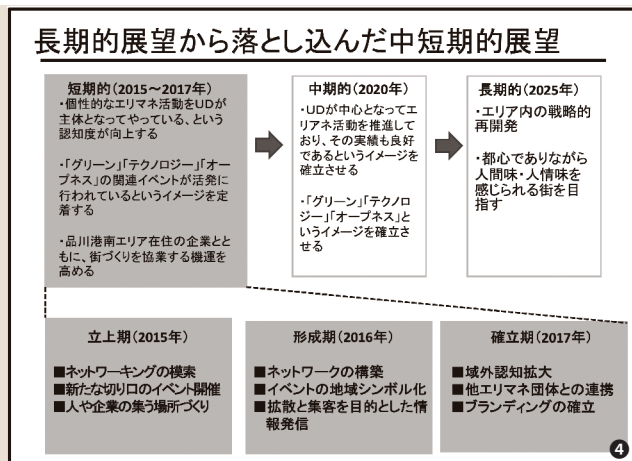 長期的展望から落とし込んだ中短期的展望
短期的(2015～2017年)
・個性的なエリマネ活動をUDが
主体となってやっている、という
認知度が向上する
・「グリーン」「テクノロジー」「オー
プネス」の関連イベントが活発に
行われているというイメージを定
着する
・品川港南エリア在住の企業とと
もに、街づくりを協業する機運を
高める
中期的(2020年)
・UDが中心となってエ
リアネ活動を推進して
おり、その実績も良好
であるというイメージを
確立させる
・「グリーン」「テクノロ
ジー」「オープネス」と
いうイメージを確立さ
せる
長期的(2025年)
・エリア内の戦略的
再開発
・都心でありながら
人間味・人情味を
感じられる街を目
指す
立上期(2015年)
■ネットワーキングの模索
■新たな切り口のイベント開催
■人や企業の集う場所づくり
形成期(2016年)
■ネットワークの構築
■イベントの地域シンボル化
■拡散と集客を目的とした情
報発信
確立期(2017年)
■域外認知拡大
■他エリマネ団体との連携
■ブランディングの確立
4